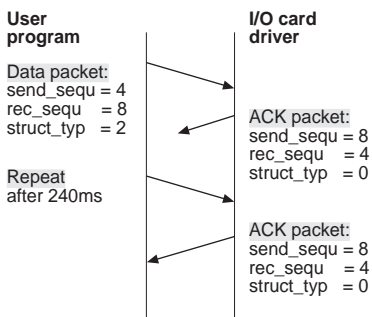 User
program
I/O card
driver
Data packet:
send_sequ = 4
rec_sequ = 8
struct_typ = 2
ACK packet:
send_sequ = 8
rec_sequ = 4
struct_typ = 0
Repeat
after 240ms
ACK packet:
send_sequ = 8
rec_sequ = 4
struct_typ = 0